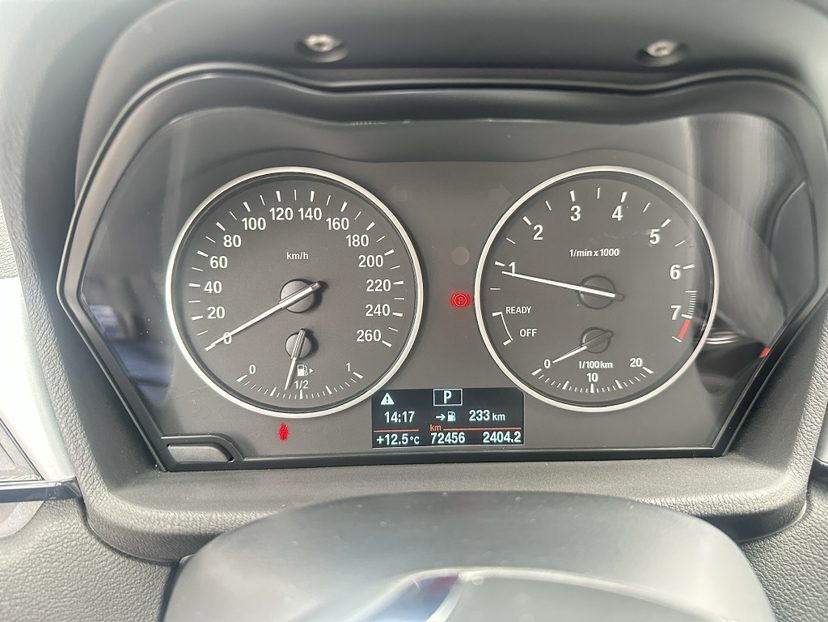 0 20 40 60 80 100 120 140 160 180 200 220 240 260
km/h
0 1/2 1
1 2 3 4 5 6 7
1/min x 1000
READY
OFF
0 10 20
1/100km
P
P
14:17 233 km
km
+12.5°C 72456 2404.2